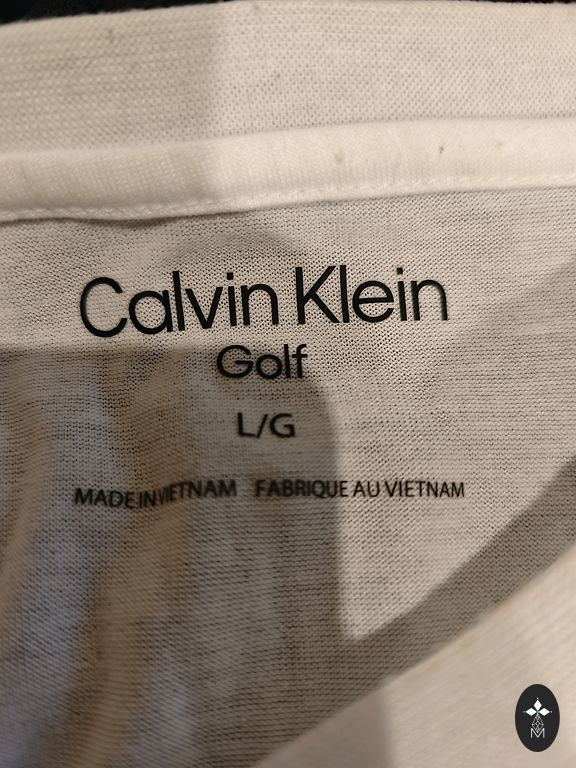 Calvin Klein
Golf
L/G
MADE IN VIETNAM FABRIQUE AU VIETNAM
M